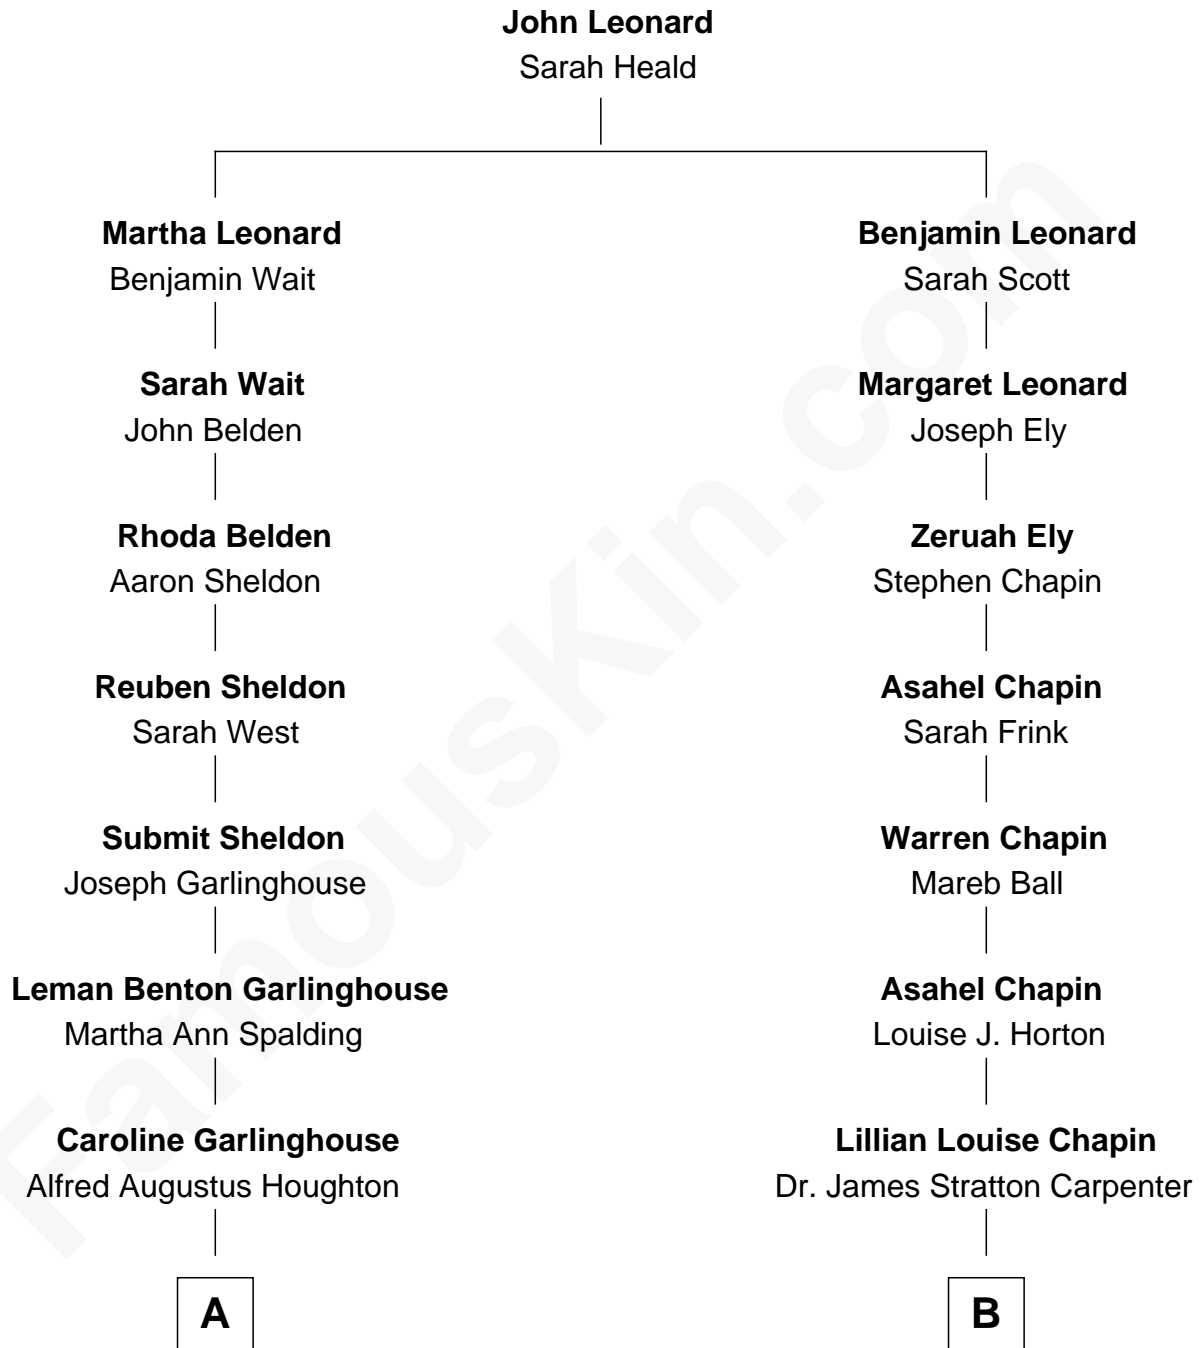 John Leonard
Sarah Heald
Martha Leonard
Benjamin Wait
Benjamin Leonard
Sarah Scott
Sarah Wait
John Belden
Margaret Leonard
Joseph Ely
Rhoda Belden
Aaron Sheldon
Zeruah Ely
Stephen Chapin
Reuben Sheldon
Sarah West
Asahel Chapin
Sarah Frink
Submit Sheldon
Joseph Garlinghouse
Warren Chapin
Mareb Ball
Leman Benton Garlinghouse
Martha Ann Spalding
Asahel Chapin
Louise J. Horton
Caroline Garlinghouse
Alfred Augustus Houghton
Lillian Louise Chapin
Dr. James Stratton Carpenter
A
B
FamousKin.com